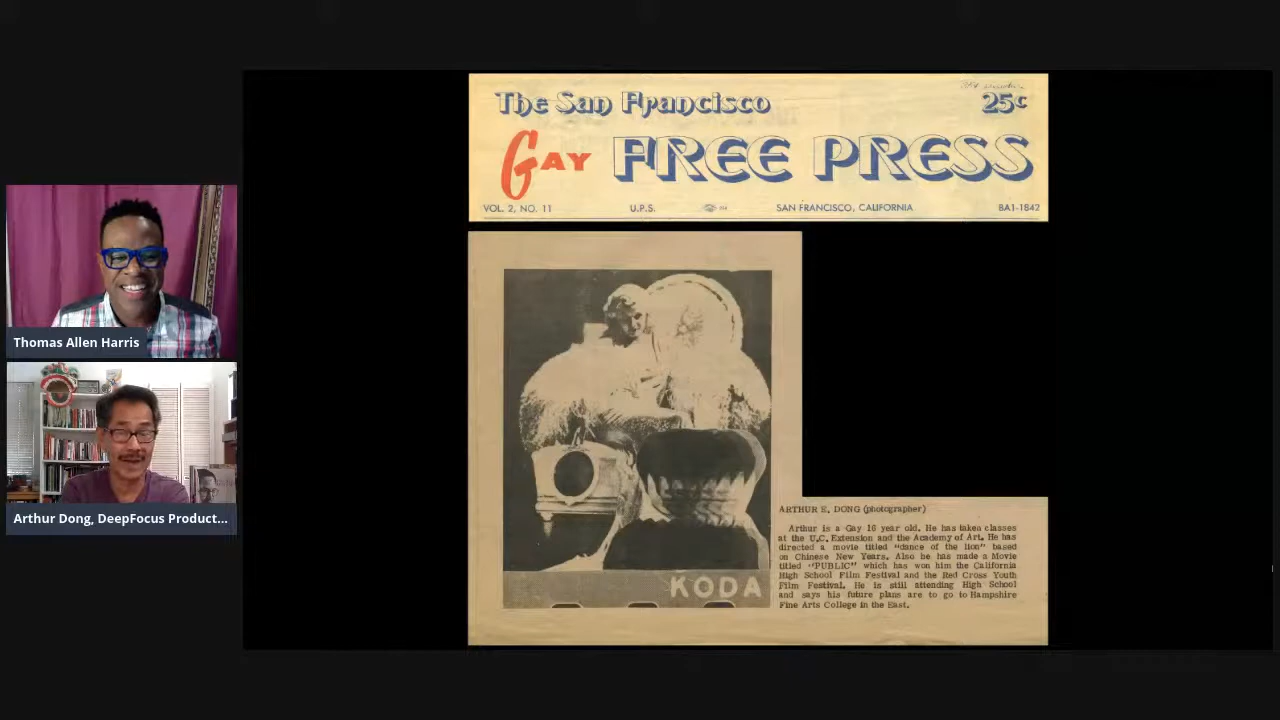 The San Francisco
25¢
Gay FREE PRESS
VOL. 2, NO. 11
U.P.S.
SAN FRANCISCO, CALIFORNIA
BA1-1842
Thomas Allen Harris
Arthur Dong, DeepFocus Product...
KODA
ARTHUR E. DONG (photographer)
Arthur is a Gay 16 year old. He has taken classes
at the U.C. Extension and the Academy of Art. He has
directed a movie titled "dance of the lion" based
on Chinese New Years. Also he has made a Movie
titled "PUBLIC" which has won him the California
High School Film Festival and the Red Cross Youth
Film Festival. He is still attending High School
and says his future plans are to go to Hampshire
Fine Arts College in the East.